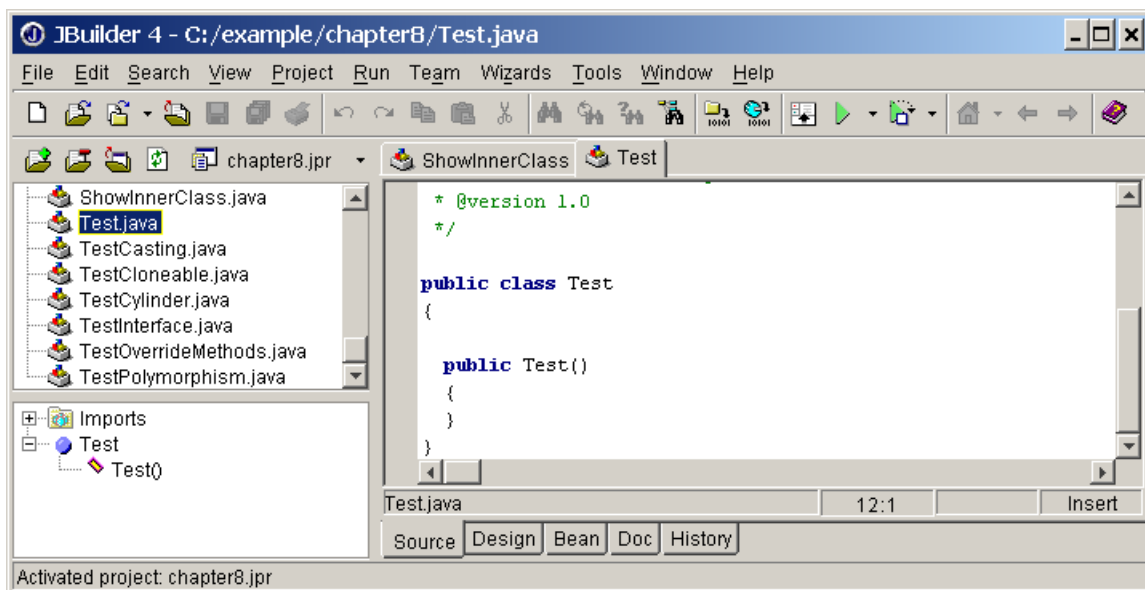 JBuilder 4 - C:/example/chapter8/Test.java
File Edit Search View Project Run Team Wizards Tools Window Help
chapter8.jpr
ShowInnerClass Test
ShowInnerClass.java
Test.java
TestCasting.java
TestCloneable.java
TestCylinder.java
TestInterface.java
TestOverrideMethods.java
TestPolymorphism.java
Imports
Test
Test()
* @version 1.0
*/
public class Test
{
public Test()
{
}
}
Test.java 12:1 Insert
Source Design Bean Doc History
Activated project: chapter8.jpr